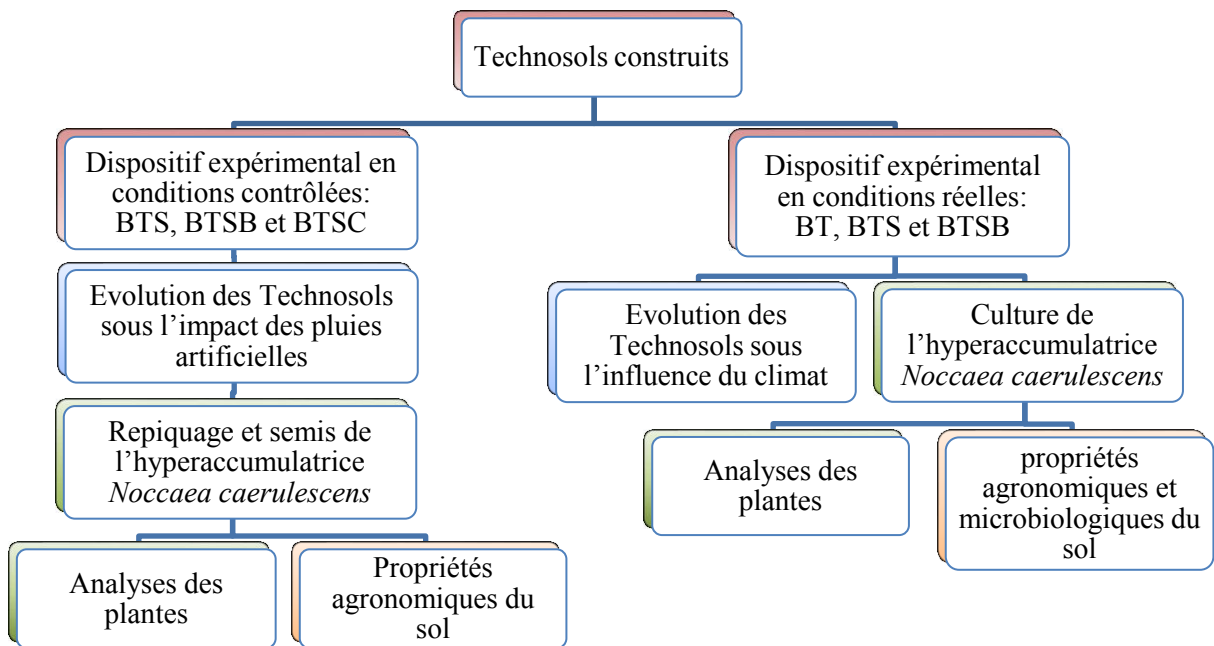 Technosols construits
Dispositif expérimental en
conditions contrôlées:
BTS, BTSB et BTSC
Dispositif expérimental
en conditions réelles:
BT, BTS et BTSB
Evolution des Technosols
sous l’impact des pluies
artificielles
Evolution des
Technosols sous
l’influence du climat
Culture de
l’hyperaccumulatrice
Noccaea caerulescens
Repiquage et semis de
l’hyperaccumulatrice
Noccaea caerulescens
Analyses des
plantes
propriétés
agronomiques et
microbiologiques du
sol
Analyses des
plantes
Propriétés
agronomiques du
sol